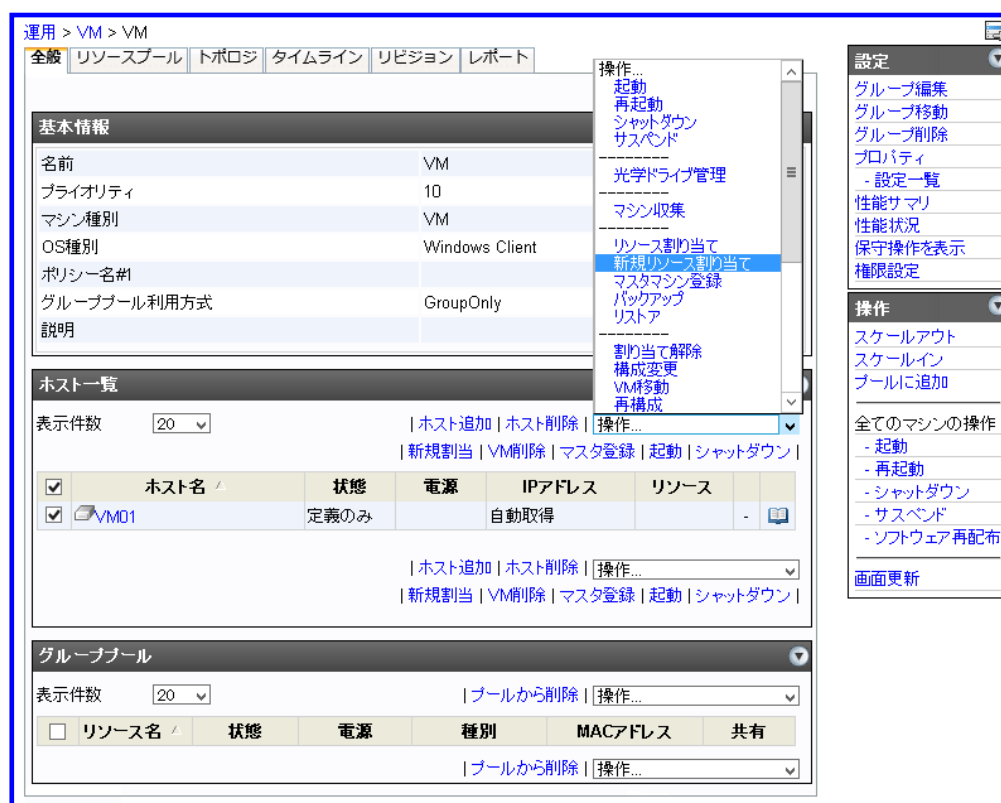 運用 > VM > VM
全般 リソースプール トポロジ タイムライン リビジョン レポート
基本情報
名前 VM
プライオリティ 10
マシン種別 VM
OS種別 Windows Client
ポリシー名#1
グループプール利用方式 GroupOnly
説明
操作...
起動
再起動
シャットダウン
サスペンド
--------
光学ドライブ管理
--------
マシン収集
--------
リソース割り当て
新規リソース割り当て
マスタマシン登録
バックアップ
リストア
--------
割り当て解除
構成変更
VM移動
再構成
ホスト一覧
表示件数 20 | ホスト追加 | ホスト削除 | 操作...
| 新規割当 | VM削除 | マスタ登録 | 起動 | シャットダウン |
ホスト名 状態 電源 IPアドレス リソース
VM01 定義のみ 自動取得 -
| ホスト追加 | ホスト削除 | 操作...
| 新規割当 | VM削除 | マスタ登録 | 起動 | シャットダウン |
グループプール
表示件数 20 | プールから削除 | 操作...
リソース名 状態 電源 種別 MACアドレス 共有
| プールから削除 | 操作...
設定
グループ編集
グループ移動
グループ削除
プロパティ
- 設定一覧
性能サマリ
性能状況
保守操作を表示
権限設定
操作
スケールアウト
スケールイン
プールに追加
全てのマシンの操作
- 起動
- 再起動
- シャットダウン
- サスペンド
- ソフトウェア再配布
画面更新